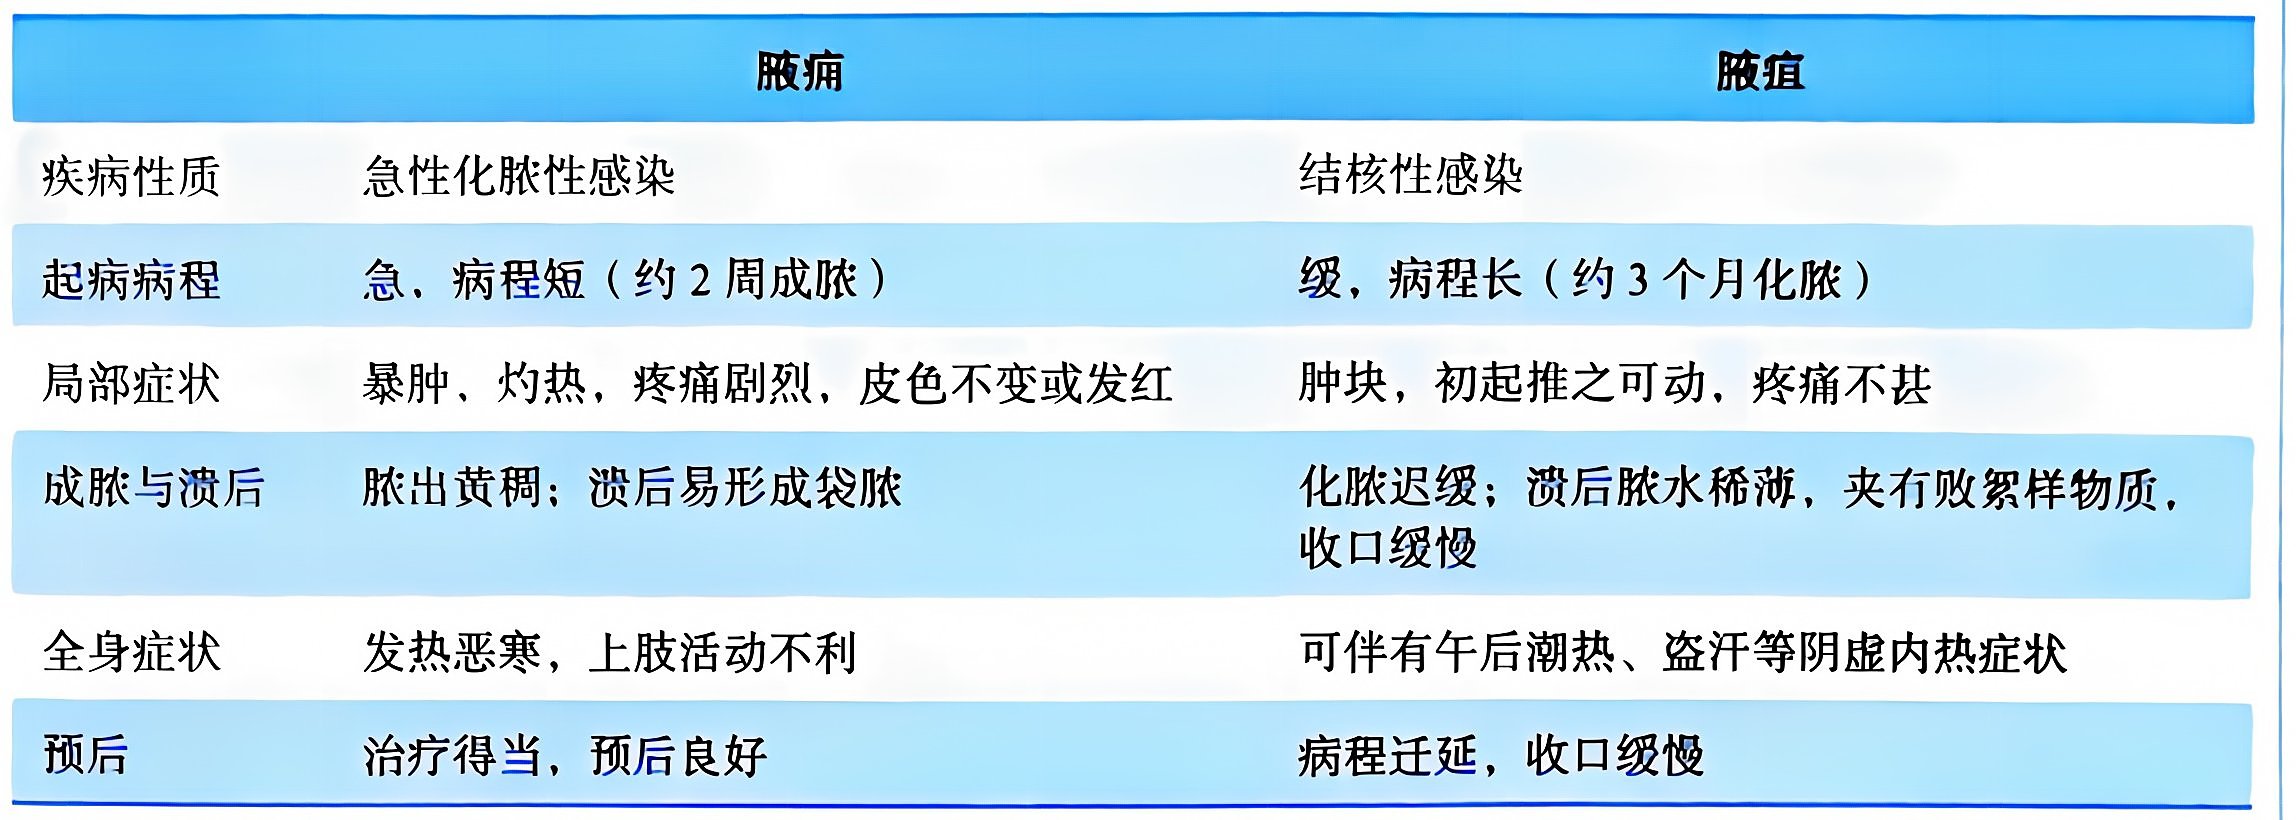 腋痈 腋疽
疾病性质 急性化脓性感染 结核性感染
起病病程 急,病程短(约2周成脓) 缓,病程长(约3个月化脓)
局部症状 暴肿、灼热,疼痛剧烈,皮色不变或发红 肿块,初起推之可动,疼痛不甚
成脓与溃后 脓出黄稠;溃后易形成袋脓 化脓迟缓;溃后脓水稀薄,夹有败絮样物质,
收口缓慢
全身症状 发热恶寒,上肢活动不利 可伴有午后潮热、盗汗等阴虚内热症状
预后 治疗得当,预后良好 病程迁延,收口缓慢